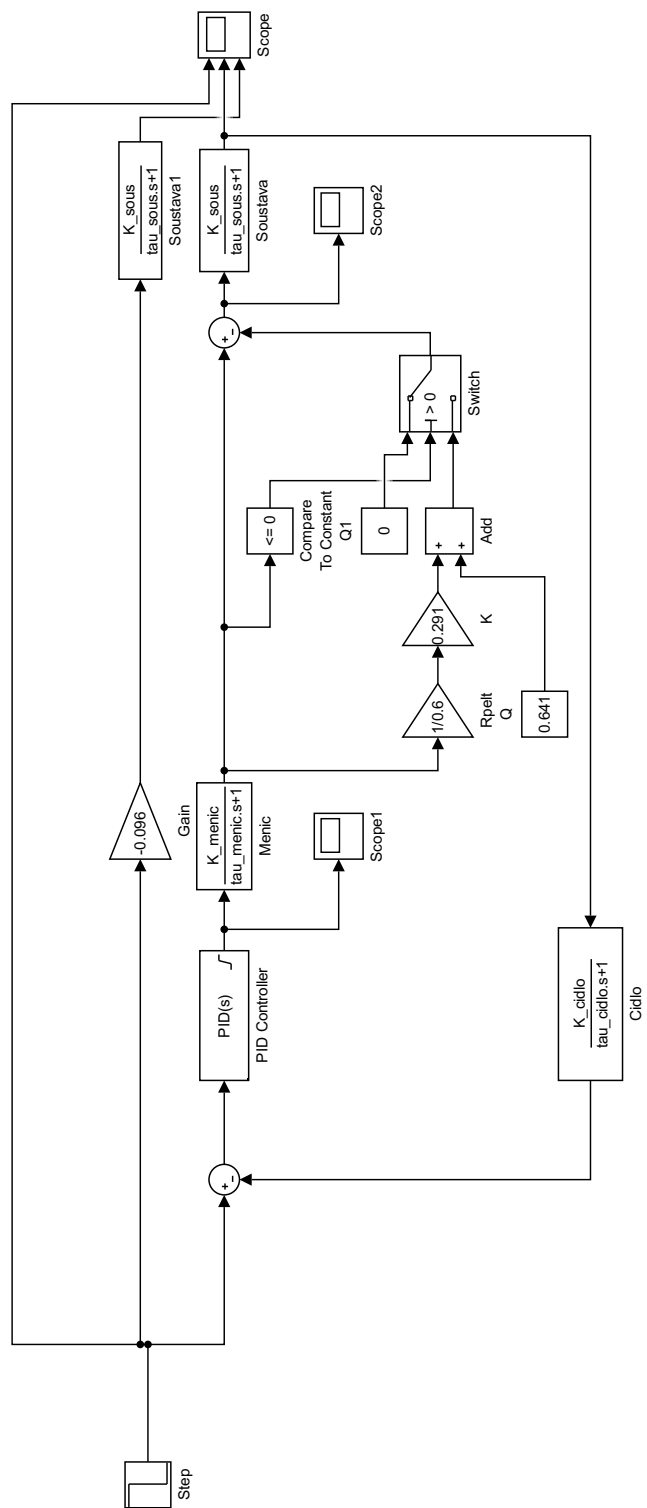 Step
-0.096
Gain
K_sous
tau_sous.s+1
Soustava1
Scope
+
-
PID(s)
PID Controller
K_menic
tau_menic.s+1
Menic
+
-
K_sous
tau_sous.s+1
Soustava
Scope1
Scope2
<= 0
Compare
To Constant
Q1
0
1/0.6
Rpelt
0.291
K
+
+
Add
> 0
Switch
Q
0.641
K_cidlo
tau_cidlo.s+1
Cidlo